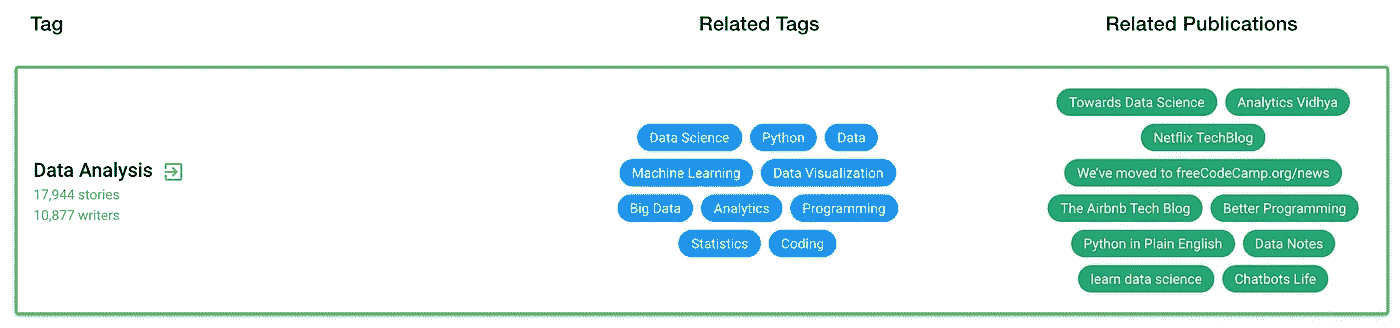 Tag Related Tags Related Publications
Data Analysis
17,944 stories
10,877 writers
Data Science Python Data
Machine Learning Data Visualization
Big Data Analytics Programming
Statistics Coding
Towards Data Science Analytics Vidhya
Netflix TechBlog
We've moved to freeCodeCamp.org/news
The Airbnb Tech Blog Better Programming
Python in Plain English Data Notes
learn data science Chatbots Life